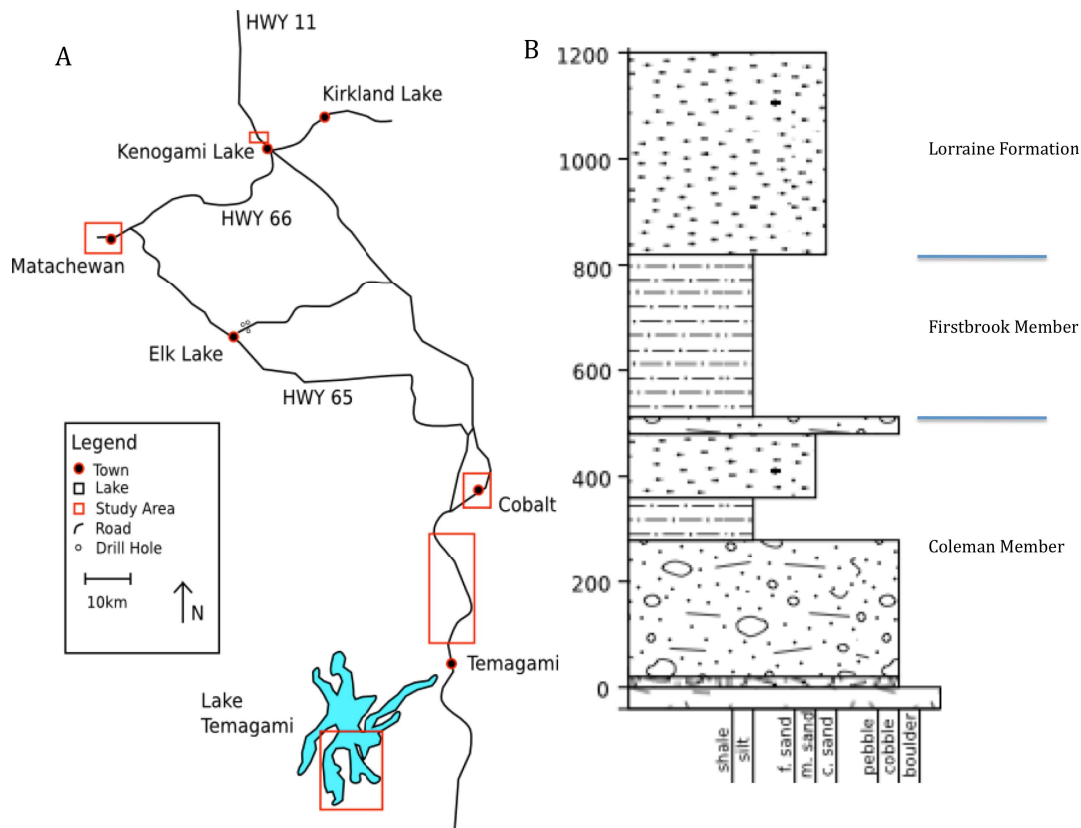 A
HWY 11
Kirkland Lake
Kenogami Lake
HWY 66
Matachewan
Elk Lake
HWY 65
Legend
Town
Lake
Study Area
Road
Drill Hole
10km
N
Cobalt
Temagami
Lake
Temagami
B
1200
1000
800
600
400
200
0
Lorraine Formation
Firstbrook Member
Coleman Member
shale
silt
f. sand
m. sand
c. sand
pebble
cobble
boulder